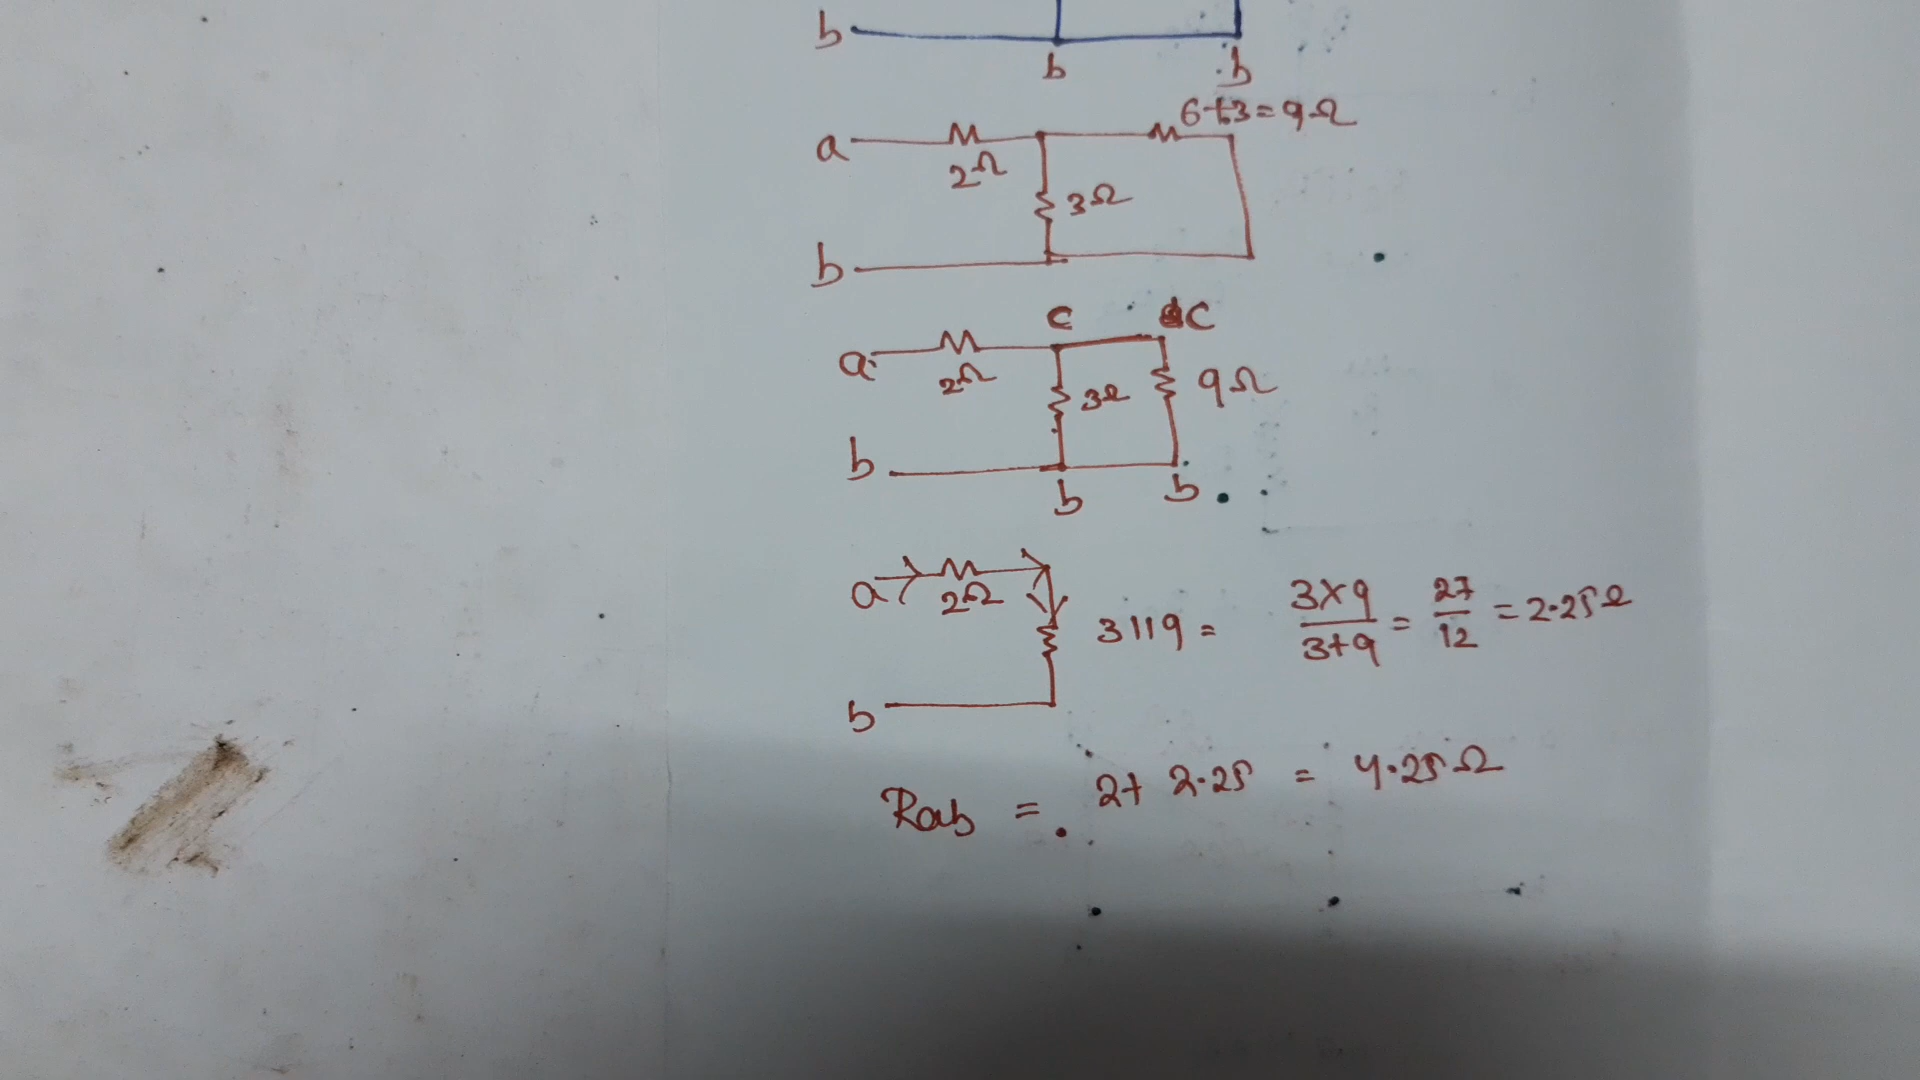 b
b b
6+3=9Ω
a 2Ω
3Ω
b
c c
a 2Ω 3Ω 9Ω
b
b b
a 2Ω
3||9 = 3×9/3+9 = 27/12 = 2.25Ω
b
Rab = 2+ 2.25 = 4.25Ω